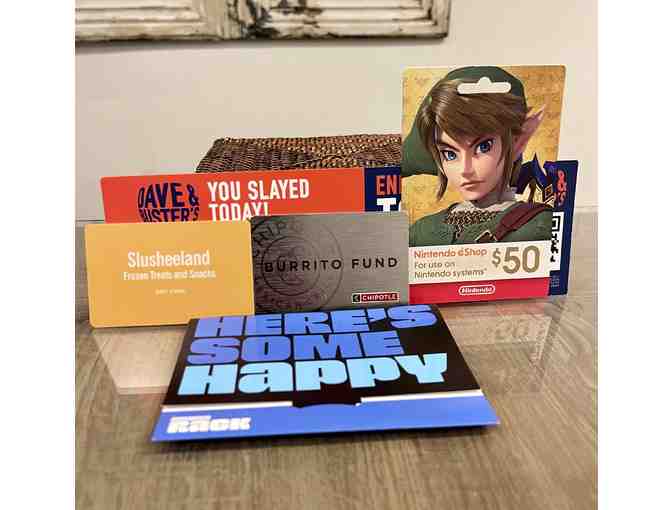 DAVE &
BUSTER'S
YOU SLAYED
TODAY!
Slusheeland
Frozen Treats and Snacks
BURRITO FUND
CHIPOTLE
Nintendo eShop
For use on
Nintendo systems*
$50
Nintendo
HERE'S
SOME
Happy
RACK